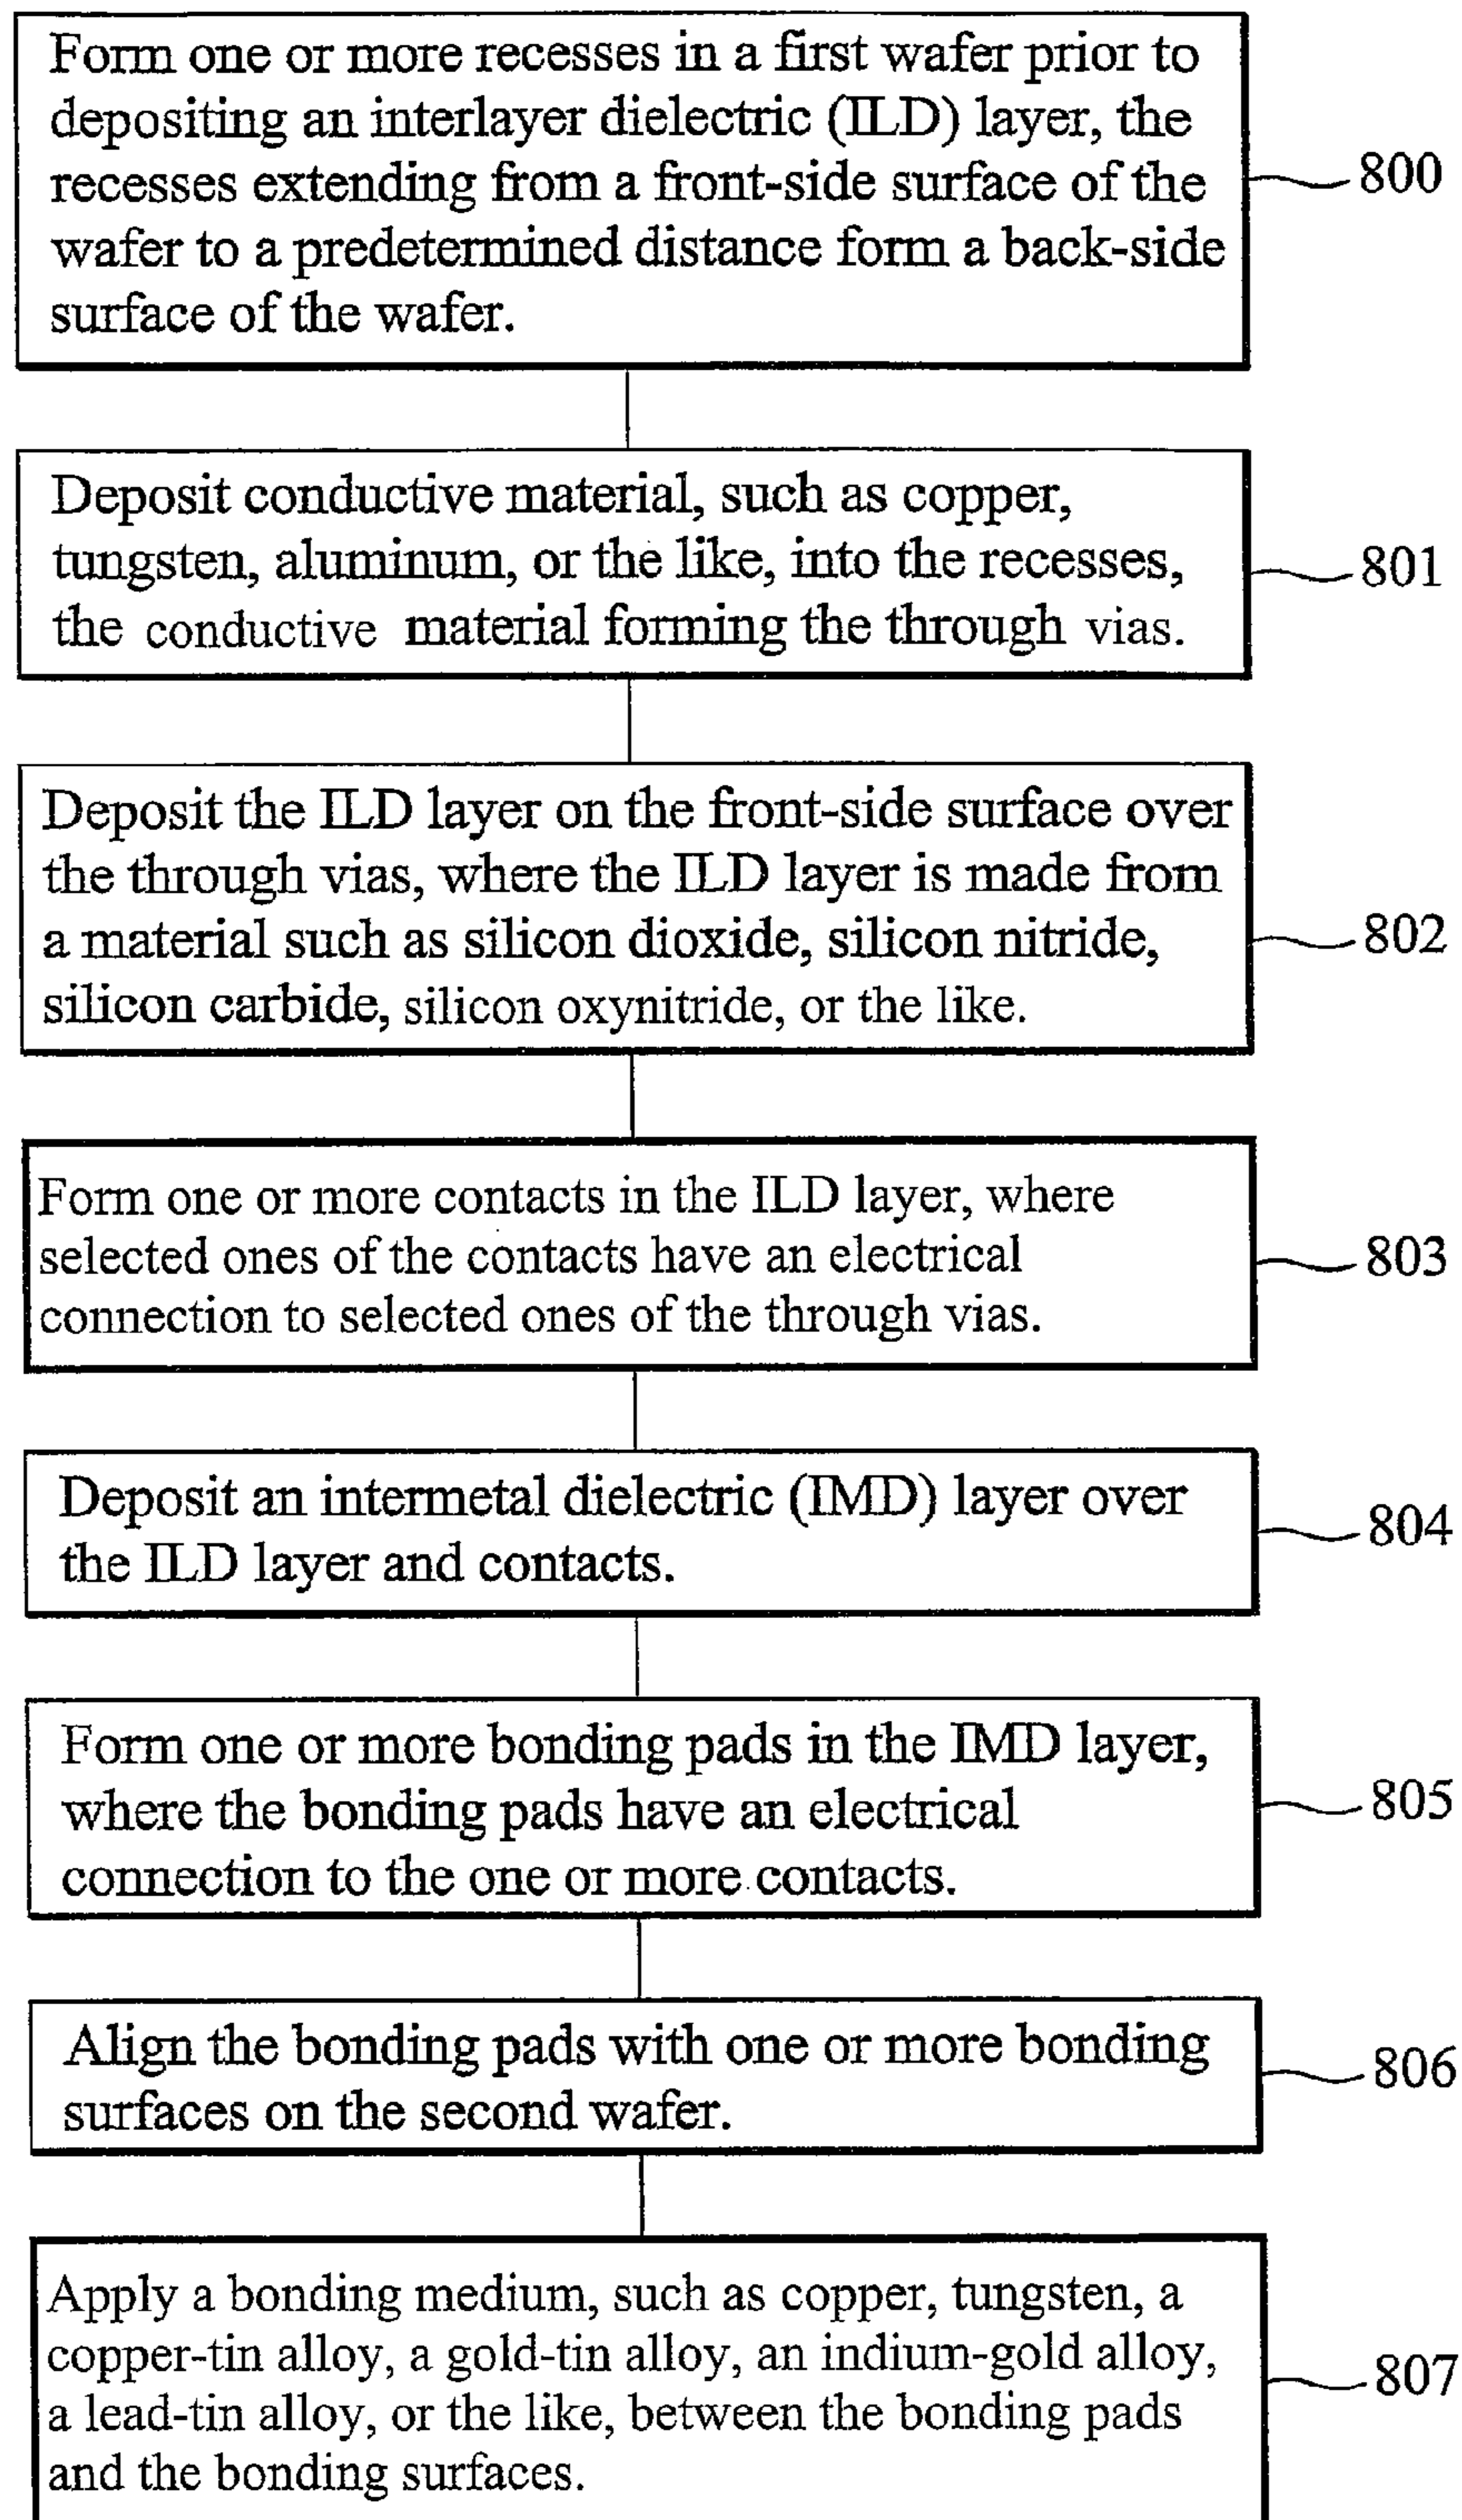 Form one or more recesses in a first wafer prior to
depositing an interlayer dielectric (ILD) layer, the
recesses extending from a front-side surface of the
wafer to a predetermined distance form a back-side
surface of the wafer.
800
Deposit conductive material, such as copper,
tungsten, aluminum, or the like, into the recesses,
the conductive material forming the through vias.
801
Deposit the ILD layer on the front-side surface over
the through vias, where the ILD layer is made from
a material such as silicon dioxide, silicon nitride,
silicon carbide, silicon oxynitride, or the like.
802
Form one or more contacts in the ILD layer, where
selected ones of the contacts have an electrical
connection to selected ones of the through vias.
803
Deposit an intermetal dielectric (IMD) layer over
the ILD layer and contacts.
804
Form one or more bonding pads in the IMD layer,
where the bonding pads have an electrical
connection to the one or more contacts.
805
Align the bonding pads with one or more bonding
surfaces on the second wafer.
806
Apply a bonding medium, such as copper, tungsten, a
copper-tin alloy, a gold-tin alloy, an indium-gold alloy,
a lead-tin alloy, or the like, between the bonding pads
and the bonding surfaces.
807